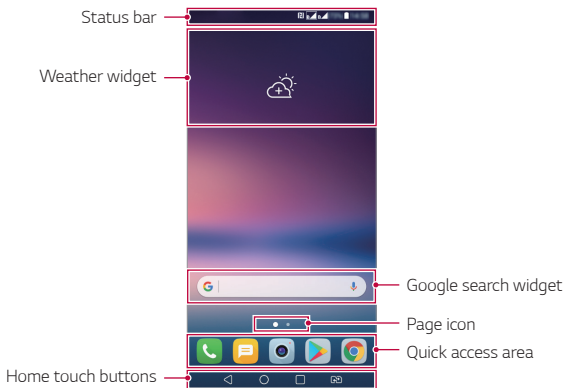 Status bar
Weather widget
Google search widget
Page icon
Quick access area
Home touch buttons